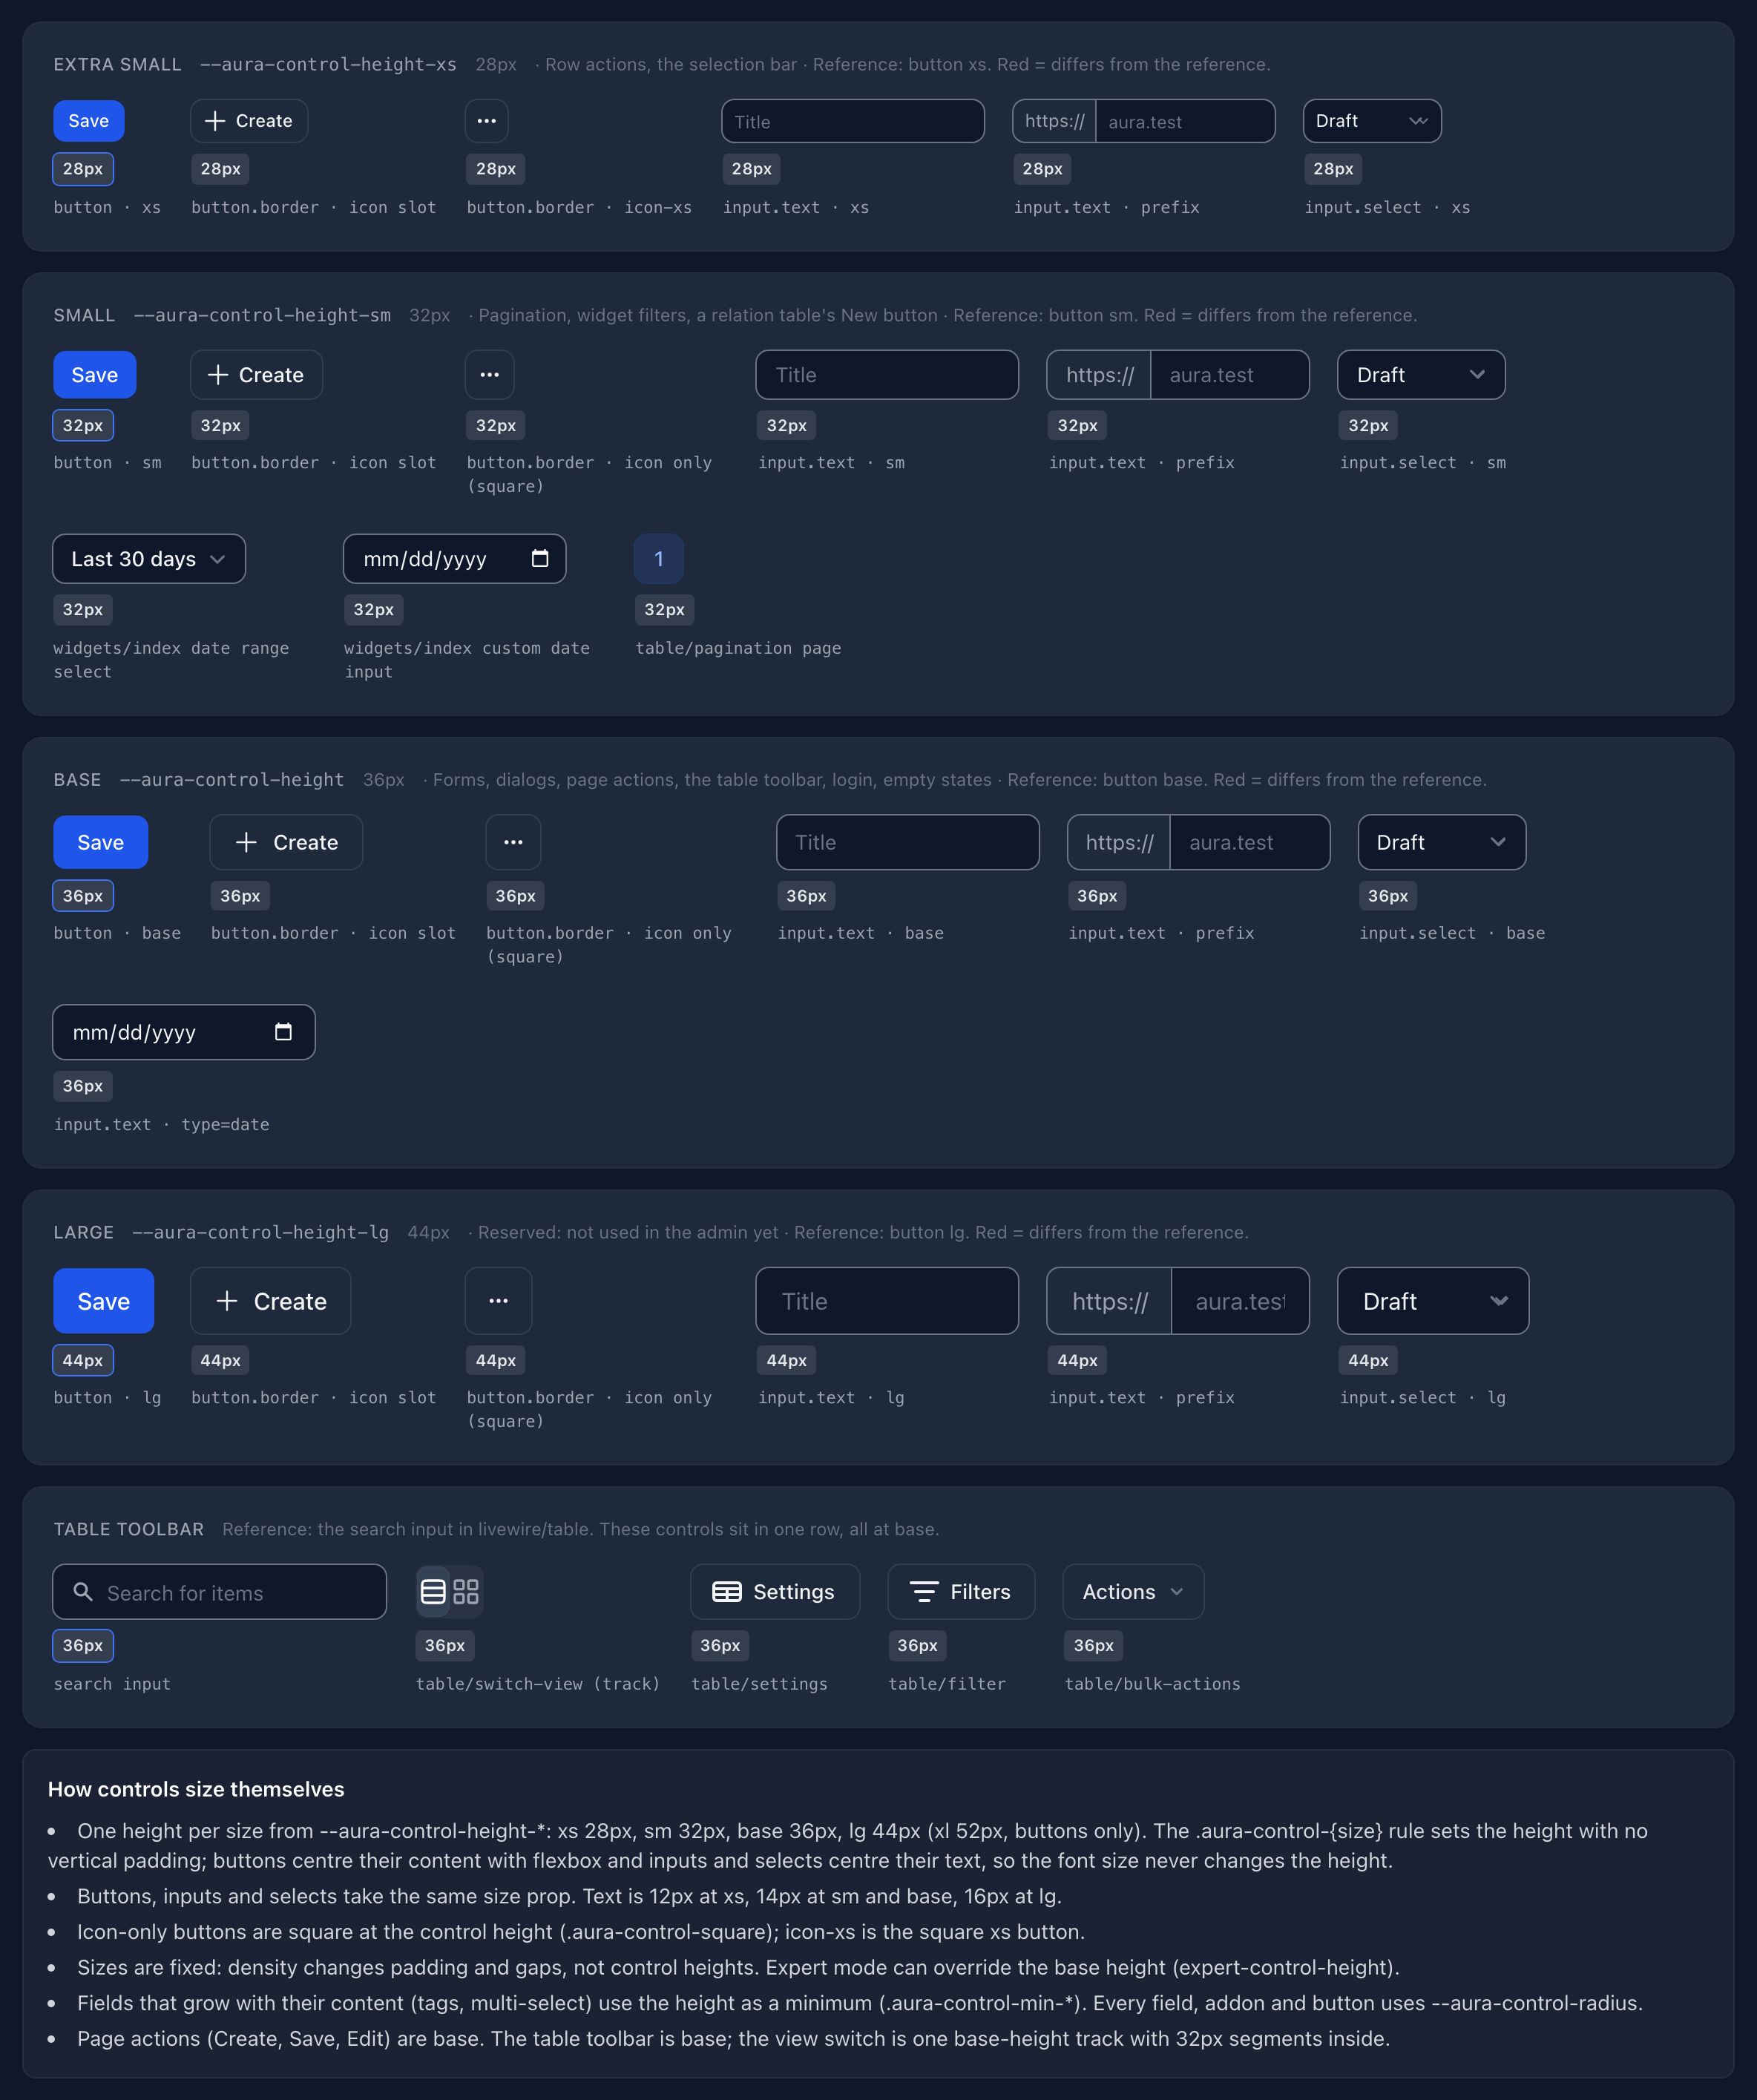 EXTRA SMALL --aura-control-height-xs 28px · Row actions, the selection bar · Reference: button xs. Red = differs from the reference.
Save Create ••• Title https:// aura.test Draft
28px 28px 28px 28px 28px 28px
button · xs button.border · icon slot button.border · icon-xs input.text · xs input.text · prefix input.select · xs
SMALL --aura-control-height-sm 32px · Pagination, widget filters, a relation table's New button · Reference: button sm. Red = differs from the reference.
Save Create ••• Title https:// aura.test Draft
32px 32px 32px 32px 32px 32px
button · sm button.border · icon slot button.border · icon only input.text · sm input.text · prefix input.select · sm
(square)
Last 30 days mm/dd/yyyy 1
32px 32px 32px
widgets/index date range widgets/index custom date table/pagination page
select input
BASE --aura-control-height 36px · Forms, dialogs, page actions, the table toolbar, login, empty states · Reference: button base. Red = differs from the reference.
Save Create ••• Title https:// aura.test Draft
36px 36px 36px 36px 36px 36px
button · base button.border · icon slot button.border · icon only input.text · base input.text · prefix input.select · base
(square)
mm/dd/yyyy
36px
input.text · type=date
LARGE --aura-control-height-lg 44px · Reserved: not used in the admin yet · Reference: button lg. Red = differs from the reference.
Save Create ••• Title https:// aura.test Draft
44px 44px 44px 44px 44px 44px
button · lg button.border · icon slot button.border · icon only input.text · lg input.text · prefix input.select · lg
(square)
TABLE TOOLBAR Reference: the search input in livewire/table. These controls sit in one row, all at base.
Search for items Settings Filters Actions
36px 36px 36px 36px 36px
search input table/switch-view (track) table/settings table/filter table/bulk-actions
How controls size themselves
• One height per size from --aura-control-height-*: xs 28px, sm 32px, base 36px, lg 44px (xl 52px, buttons only). The .aura-control-{size} rule sets the height with no
vertical padding; buttons centre their content with flexbox and inputs and selects centre their text, so the font size never changes the height.
• Buttons, inputs and selects take the same size prop. Text is 12px at xs, 14px at sm and base, 16px at lg.
• Icon-only buttons are square at the control height (.aura-control-square); icon-xs is the square xs button.
• Sizes are fixed: density changes padding and gaps, not control heights. Expert mode can override the base height (expert-control-height).
• Fields that grow with their content (tags, multi-select) use the height as a minimum (.aura-control-min-*). Every field, addon and button uses --aura-control-radius.
• Page actions (Create, Save, Edit) are base. The table toolbar is base; the view switch is one base-height track with 32px segments inside.